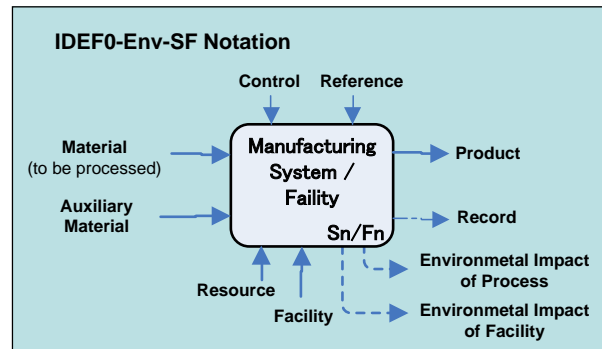 IDEF0-Env-SF Notation
Control
Reference
Material
(to be processed)
Auxiliary
Material
Manufacturing
System /
Faility
Sn/Fn
Product
Record
Resource
Facility
Environmetal Impact
of Process
Environmetal Impact
of Facility